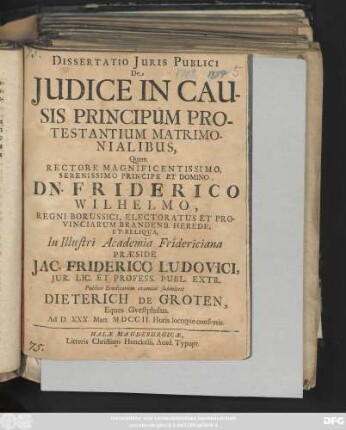 DISSERTATIO JURIS PUBLICI
De
JUDICE IN CAU-
SIS PRINCIPUM PRO-
TESTANTIUM MATRIMO-
NIALIBUS,
Quam
RECTORE MAGNIFICENTISSIMO,
SERENISSIMO PRINCIPE ET DOMINO
DN. FRIDERICO
WILHELMO,
REGNI BORUSSICI, ELECTORATUS ET PRO-
VINCIARUM BRANDENB. HEREDE,
ET RELIQUA,
In Illustri Academia Fridericiana
PRÆSIDE
JAC. FRIDERICO LUDOVICI,
JUR. LIC. ET PROFESS. PUBL. EXTR.
Publico Eruditorum examini submittit
DIETERICH DE GROTEN,
Eques Gvestphalus.
Ad D. XXX Mart. MDCCII. Horis locoque consvetis.
HALÆ MAGDEBURGICÆ,
Literis Christiani Henckelii, Acad. Typogr.